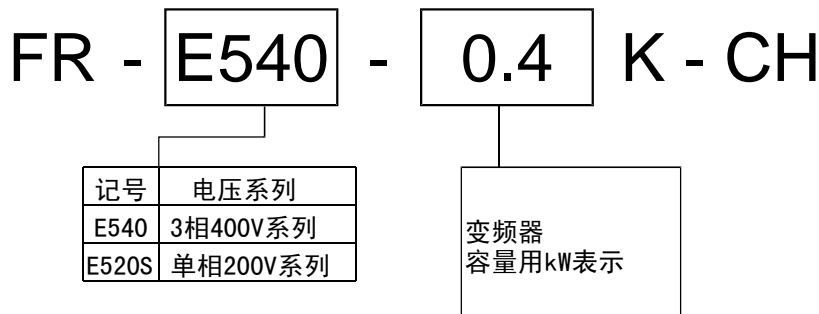 FR - E540 - 0.4 K - CH
记号 电压系列
E540 3相400V系列
E520S 单相200V系列
变频器
容量用kW表示